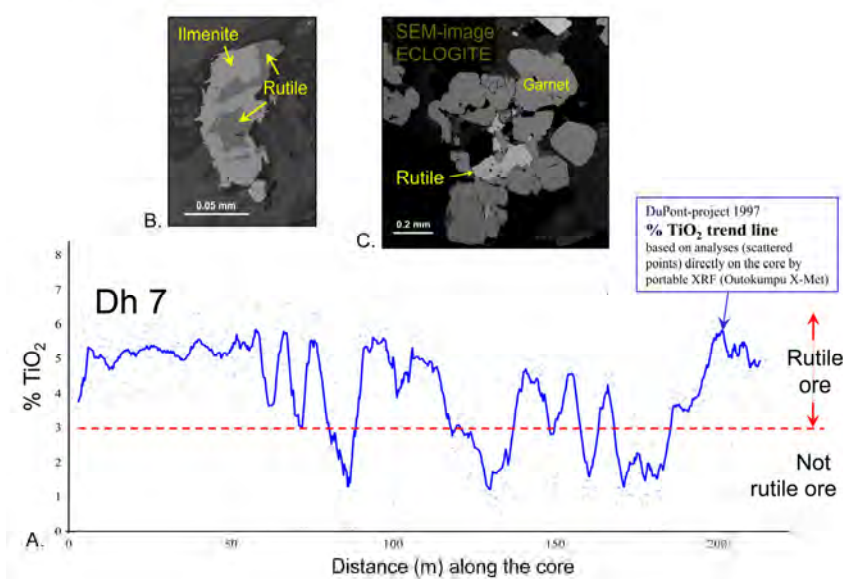 Ilmenite
Rutile
0.05 mm
B.
SEM-image
ECLOGITE
Garnet
Rutile
0.2 mm
C.
DuPont-project 1997
% TiO2 trend line
based on analyses (scattered
points) directly on the core by
portable XRF (Outokumpu X-Met)
Dh 7
% TiO2
8
7
6
5
4
3
2
1
0
Rutile
ore
Not
rutile ore
A.
0
50
100
150
200
Distance (m) along the core